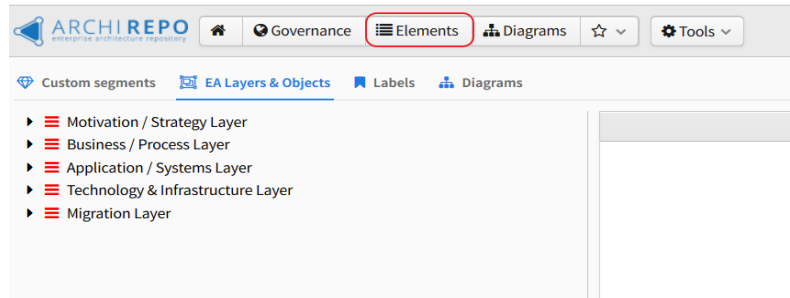 ARCHIREPO Governance Elements Diagrams Tools
enterprise architecture repository
Custom segments EA Layers & Objects Labels Diagrams
Motivation / Strategy Layer
Business / Process Layer
Application / Systems Layer
Technology & Infrastructure Layer
Migration Layer